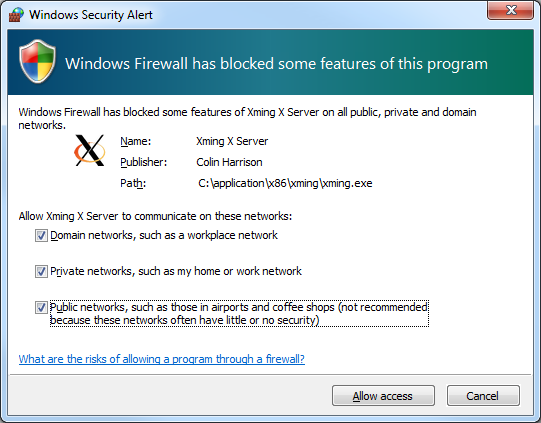 Windows Security Alert
Windows Firewall has blocked some features of this program
Windows Firewall has blocked some features of Xming X Server on all public, private and domain
networks.
Name: Xming X Server
Publisher: Colin Harrison
Path: C:\application\x86\xming\xming.exe
Allow Xming X Server to communicate on these networks:
Domain networks, such as a workplace network
Private networks, such as my home or work network
Public networks, such as those in airports and coffee shops (not recommended
because these networks often have little or no security)
What are the risks of allowing a program through a firewall?
Allow access Cancel